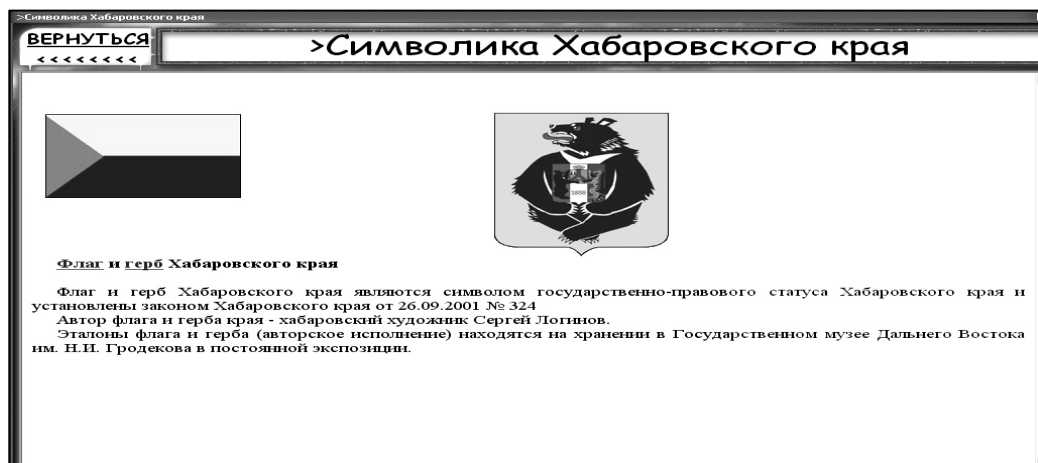 >Символика Хабаровского края
ВЕРНУТЬСЯ
<<<<<<<<
>Символика Хабаровского края
1858
Флаг и герб Хабаровского края
Флаг и герб Хабаровского края являются символом государственно-правового статуса Хабаровского края и
установлены законом Хабаровского края от 26.09.2001 № 324
Автор флага и герба края - хабаровский художник Сергей Логинов.
Эталоны флага и герба (авторское исполнение) находятся на хранении в Государственном музее Дальнего Востока
им. Н.И. Гродекова в постоянной экспозиции.